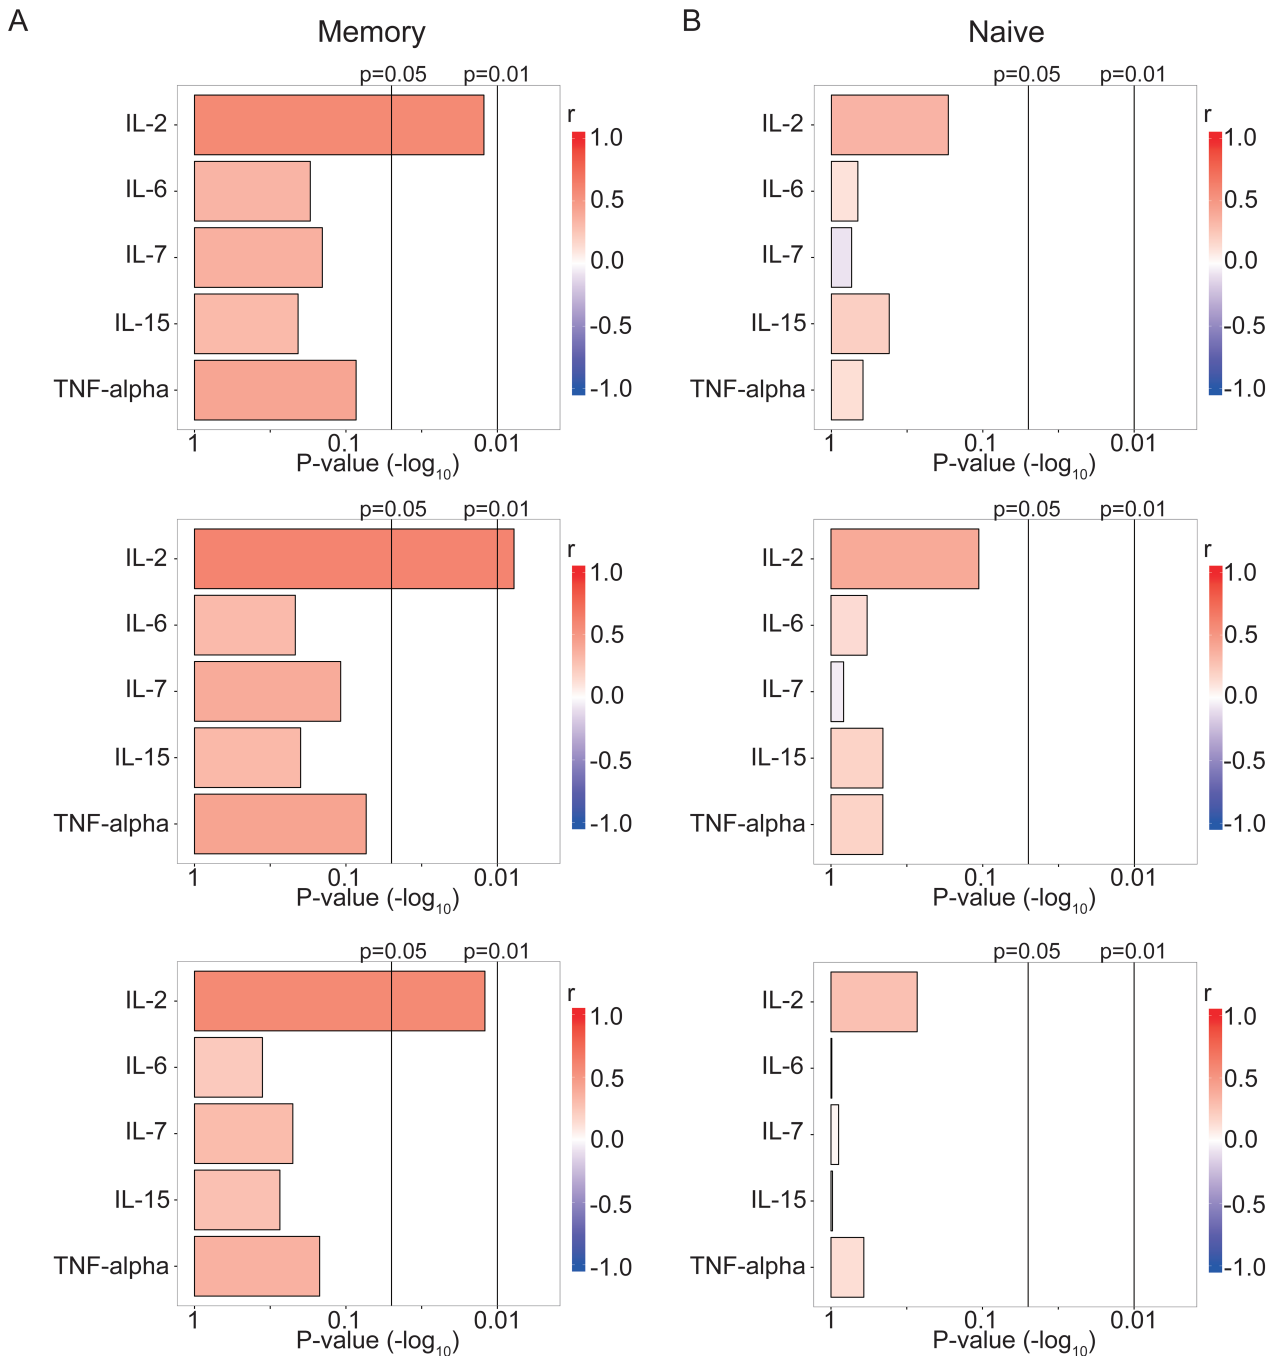 A
B
Memory
Naive
p=0.05 p=0.01
IL-2
IL-6
IL-7
IL-15
TNF-alpha
1 0.1 0.01
P-value (-log10)
r
1.0
0.5
0.0
-0.5
-1.0
p=0.05 p=0.01
IL-2
IL-6
IL-7
IL-15
TNF-alpha
1 0.1 0.01
P-value (-log10)
r
1.0
0.5
0.0
-0.5
-1.0
p=0.05 p=0.01
IL-2
IL-6
IL-7
IL-15
TNF-alpha
1 0.1 0.01
P-value (-log10)
r
1.0
0.5
0.0
-0.5
-1.0
p=0.05 p=0.01
IL-2
IL-6
IL-7
IL-15
TNF-alpha
1 0.1 0.01
P-value (-log10)
r
1.0
0.5
0.0
-0.5
-1.0
p=0.05 p=0.01
IL-2
IL-6
IL-7
IL-15
TNF-alpha
1 0.1 0.01
P-value (-log10)
r
1.0
0.5
0.0
-0.5
-1.0
p=0.05 p=0.01
IL-2
IL-6
IL-7
IL-15
TNF-alpha
1 0.1 0.01
P-value (-log10)
r
1.0
0.5
0.0
-0.5
-1.0